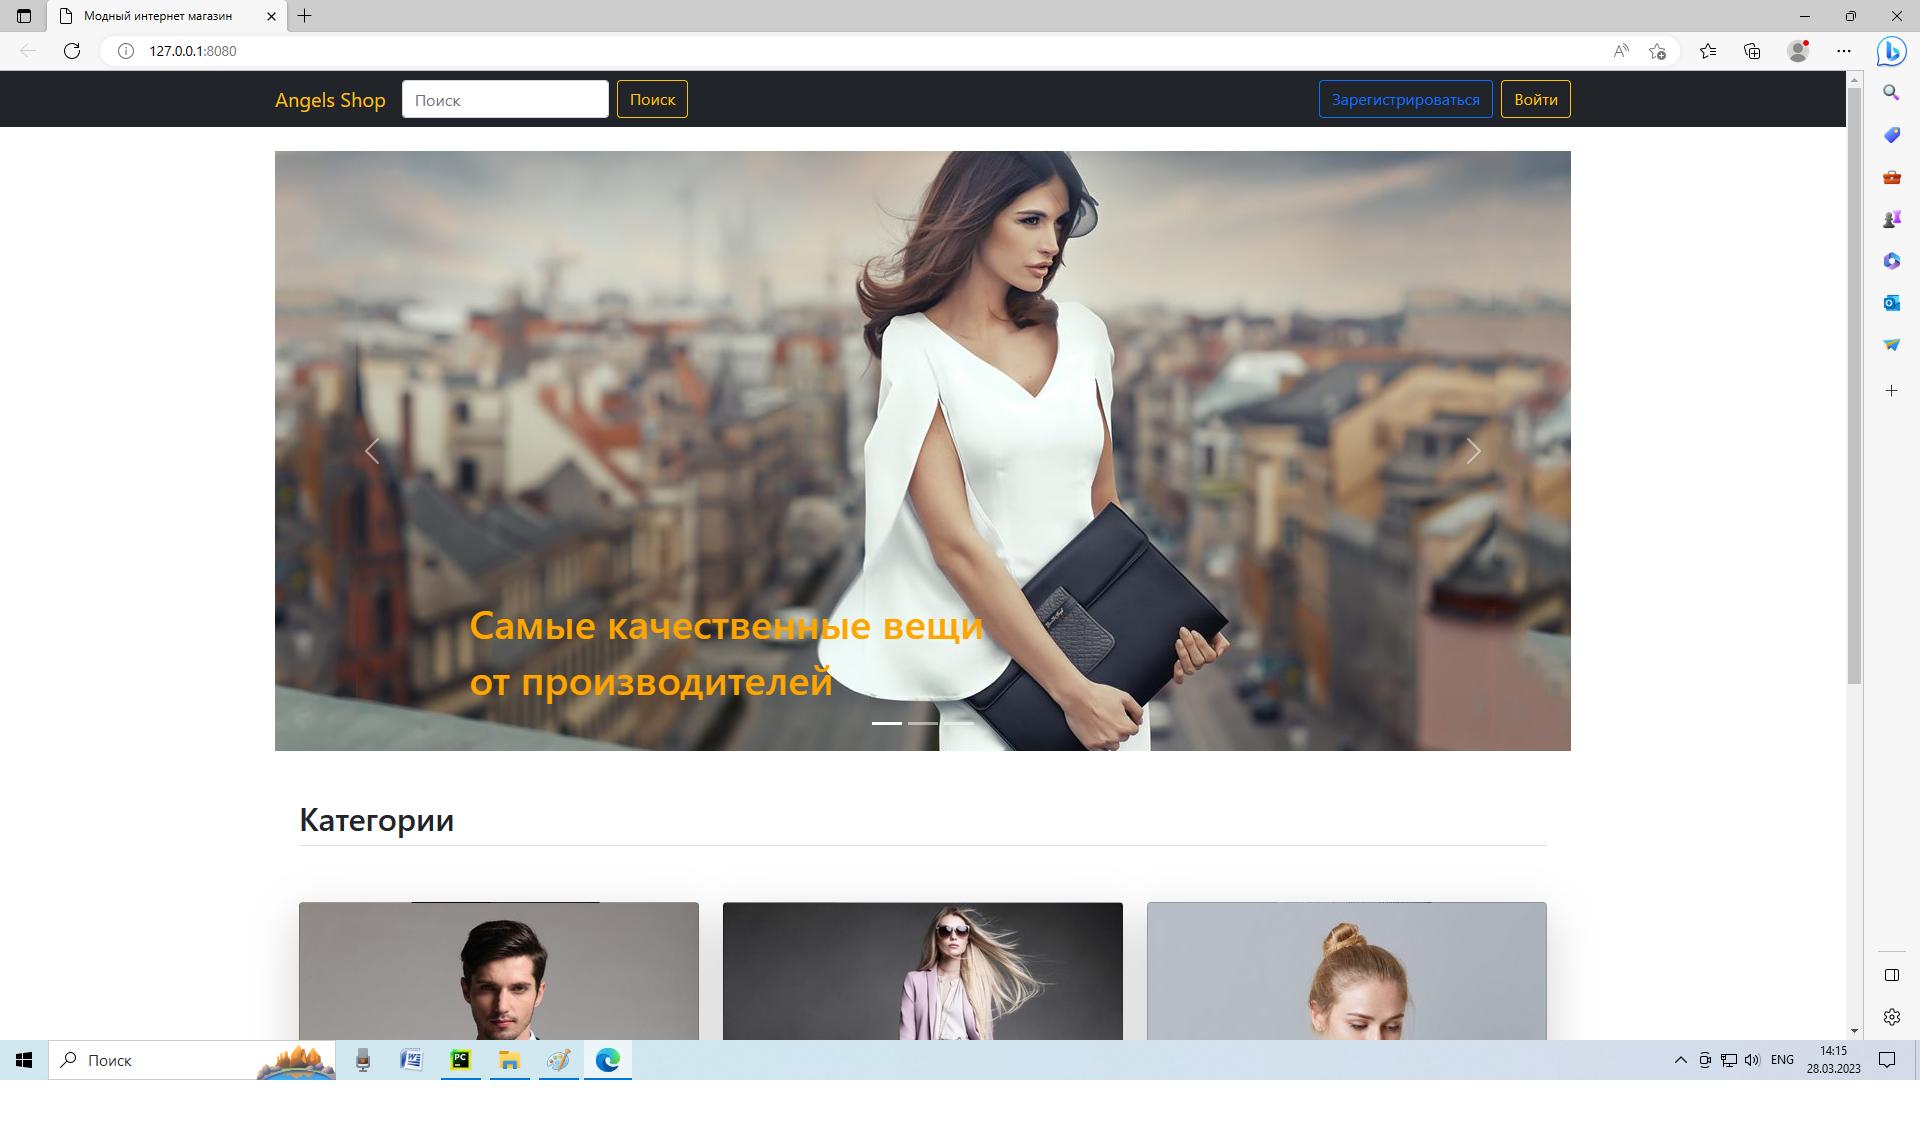 Модный интернет магазин
127.0.0.1:8080
Angels Shop
Поиск
Поиск
Зарегистрироваться
Войти
Самые качественные вещи
от производителей
Категории
Поиск
ENG
14:15
28.03.2023